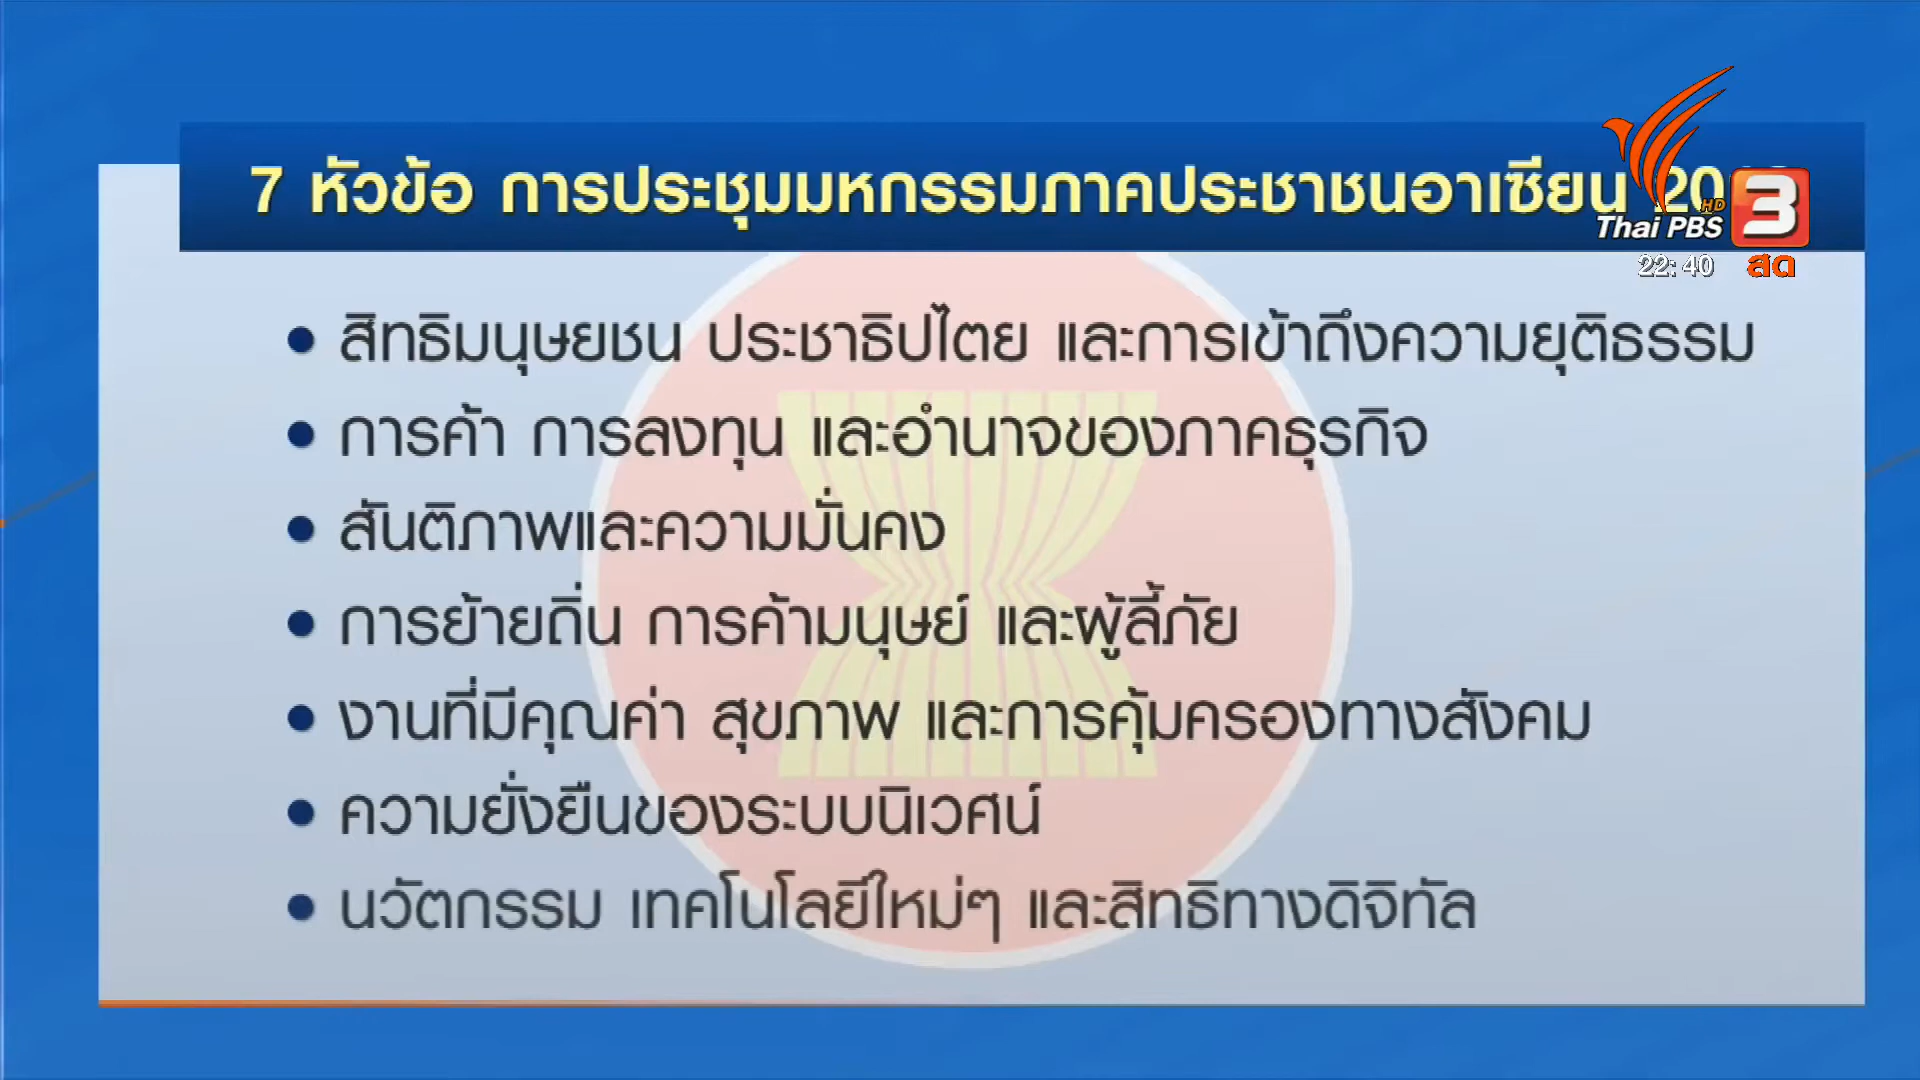 7 หัวข้อ การประชุมมหกรรมภาคประชาชนอาเซียน
Thai PBS HD 3
22:40 สด
• สิทธิมนุษยชน ประชาธิปไตย และการเข้าถึงความยุติธรรม
• การค้า การลงทุน และอำนาจของภาคธุรกิจ
• สันติภาพและความมั่นคง
• การย้ายถิ่น การค้ามนุษย์ และผู้ลี้ภัย
• งานที่มีคุณค่า สุขภาพ และการคุ้มครองทางสังคม
• ความยั่งยืนของระบบนิเวศน์
• นวัตกรรม เทคโนโลยีใหม่ๆ และสิทธิทางดิจิทัล